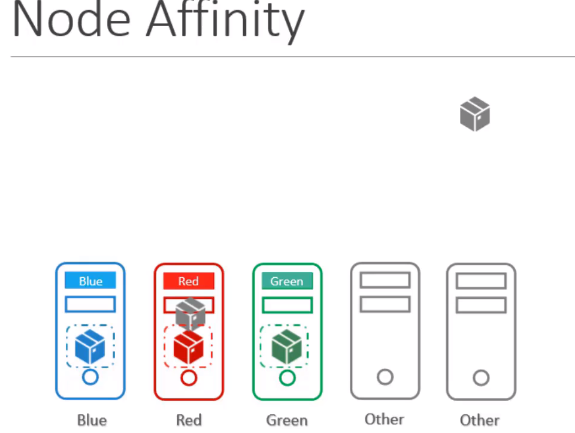 Node Affinity
Blue Red Green
Blue Red Green Other Other